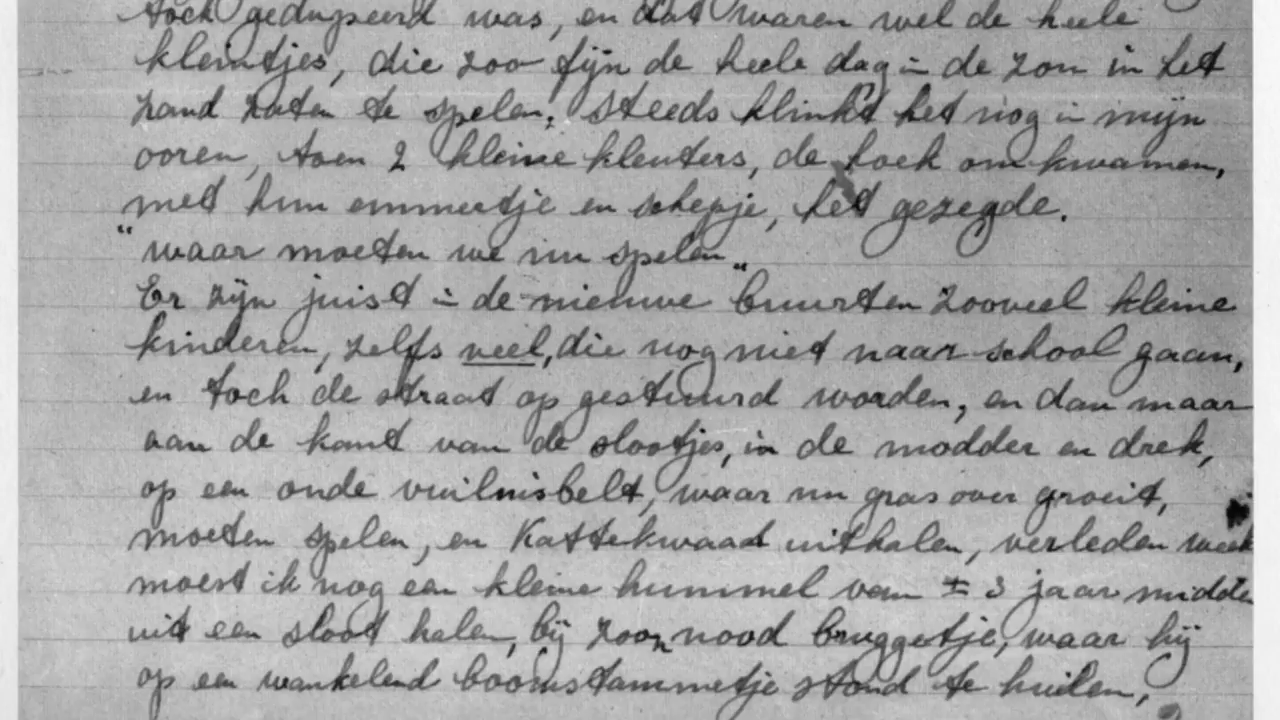 toch gedupeerd was, en dat waren wel de hele
kleintjes, die zoo fijn de heele dag in de zon in het
zand zaten te spelen, steeds klinkt het nog in mijn
ooren, toen 2 kleine kleuters, de hoek om kwamen,
met hun emmertje en schepje, het gezegde.
"waar moeten we nu spelen"
Er zijn juist in de nieuwe buurten zooveel kleine
kinderen, zelfs veel, die nog niet naar school gaan,
en toch de straat op gestuurd worden, en dan maar
aan de kant van de slootjes, in de modder en drek,
op een oude vuilnisbelt, waar nu gras over groeit,
moeten spelen, en Kattekwaad uithalen, verleden week
moest ik nog een kleine hummel van ± 3 jaar midden
uit een sloot halen, bij zoo'n nood bruggetje, waar hij
op een wankelend boomstammetje stond te huilen,